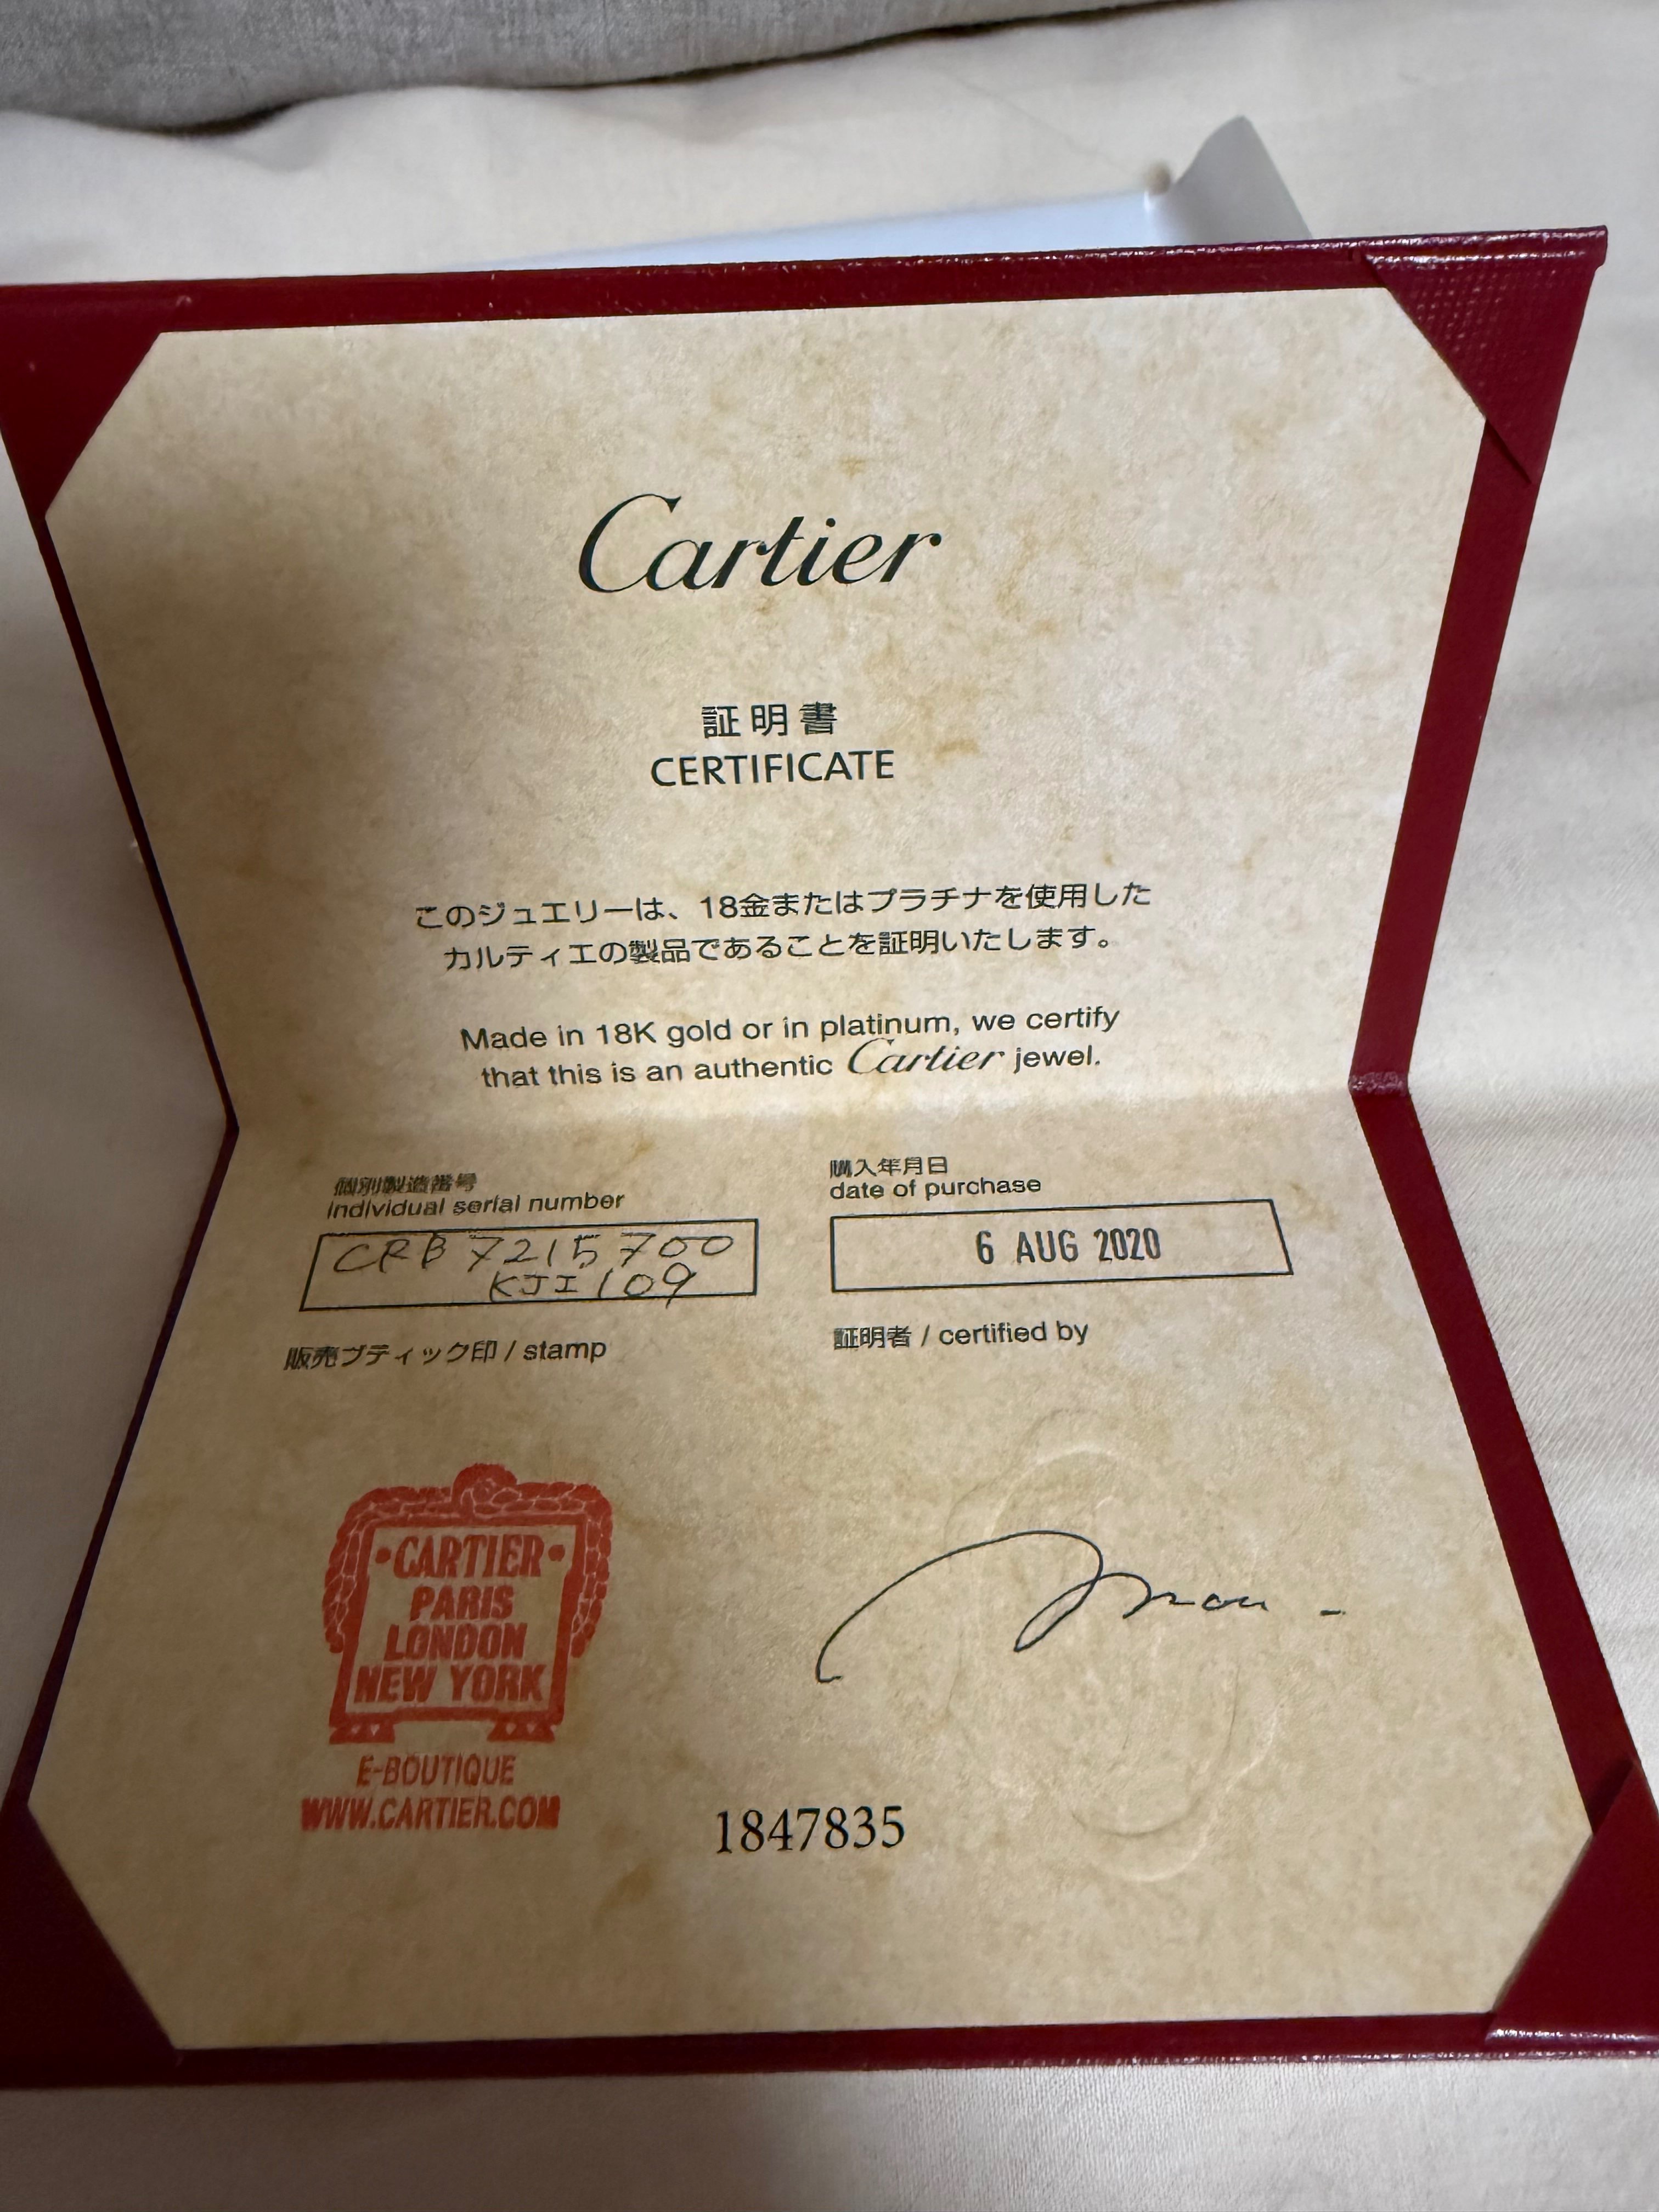 Cartier
証明書
CERTIFICATE
このジュエリーは、18金またはプラチナを使用した
カルティエの製品であることを証明いたします。
Made in 18K gold or in platinum, we certify
that this is an authentic Cartier jewel.
個別製造番号
individual serial number
CRB 7215700
KJI109
購入年月日
date of purchase
6 AUG 2020
販売ブティック印 / stamp
証明者 / certified by
CARTIER
PARIS
LONDON
NEW YORK
E-BOUTIQUE
WWW.CARTIER.COM
1847835